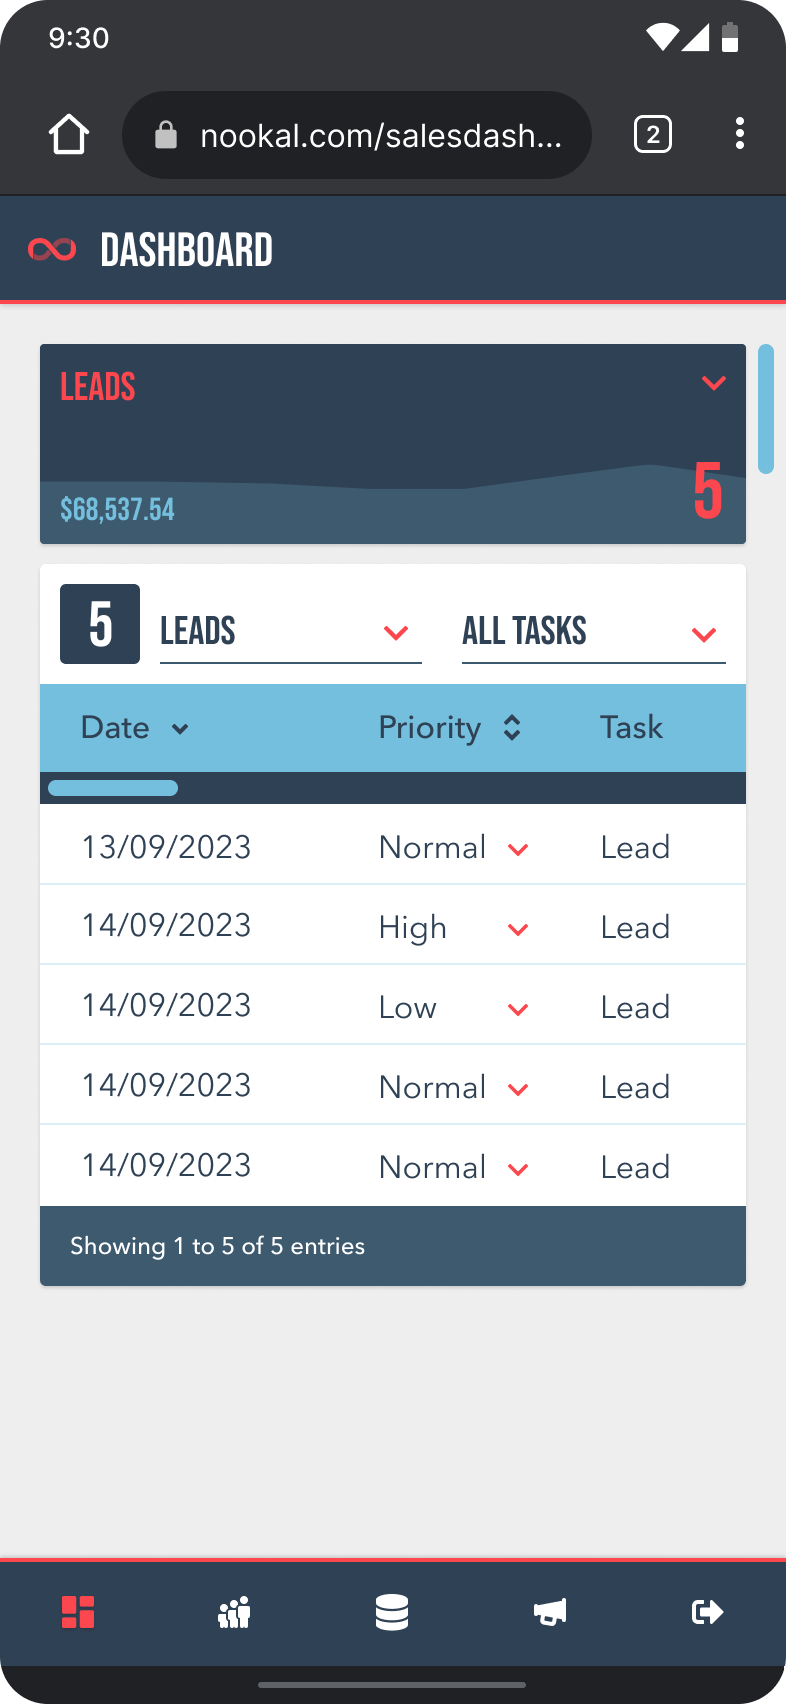 9:30
nookal.com/salesdash...
2
DASHBOARD
LEADS
$68,537.54
5
5 LEADS ALL TASKS
Date Priority Task
13/09/2023 Normal Lead
14/09/2023 High Lead
14/09/2023 Low Lead
14/09/2023 Normal Lead
14/09/2023 Normal Lead
Showing 1 to 5 of 5 entries